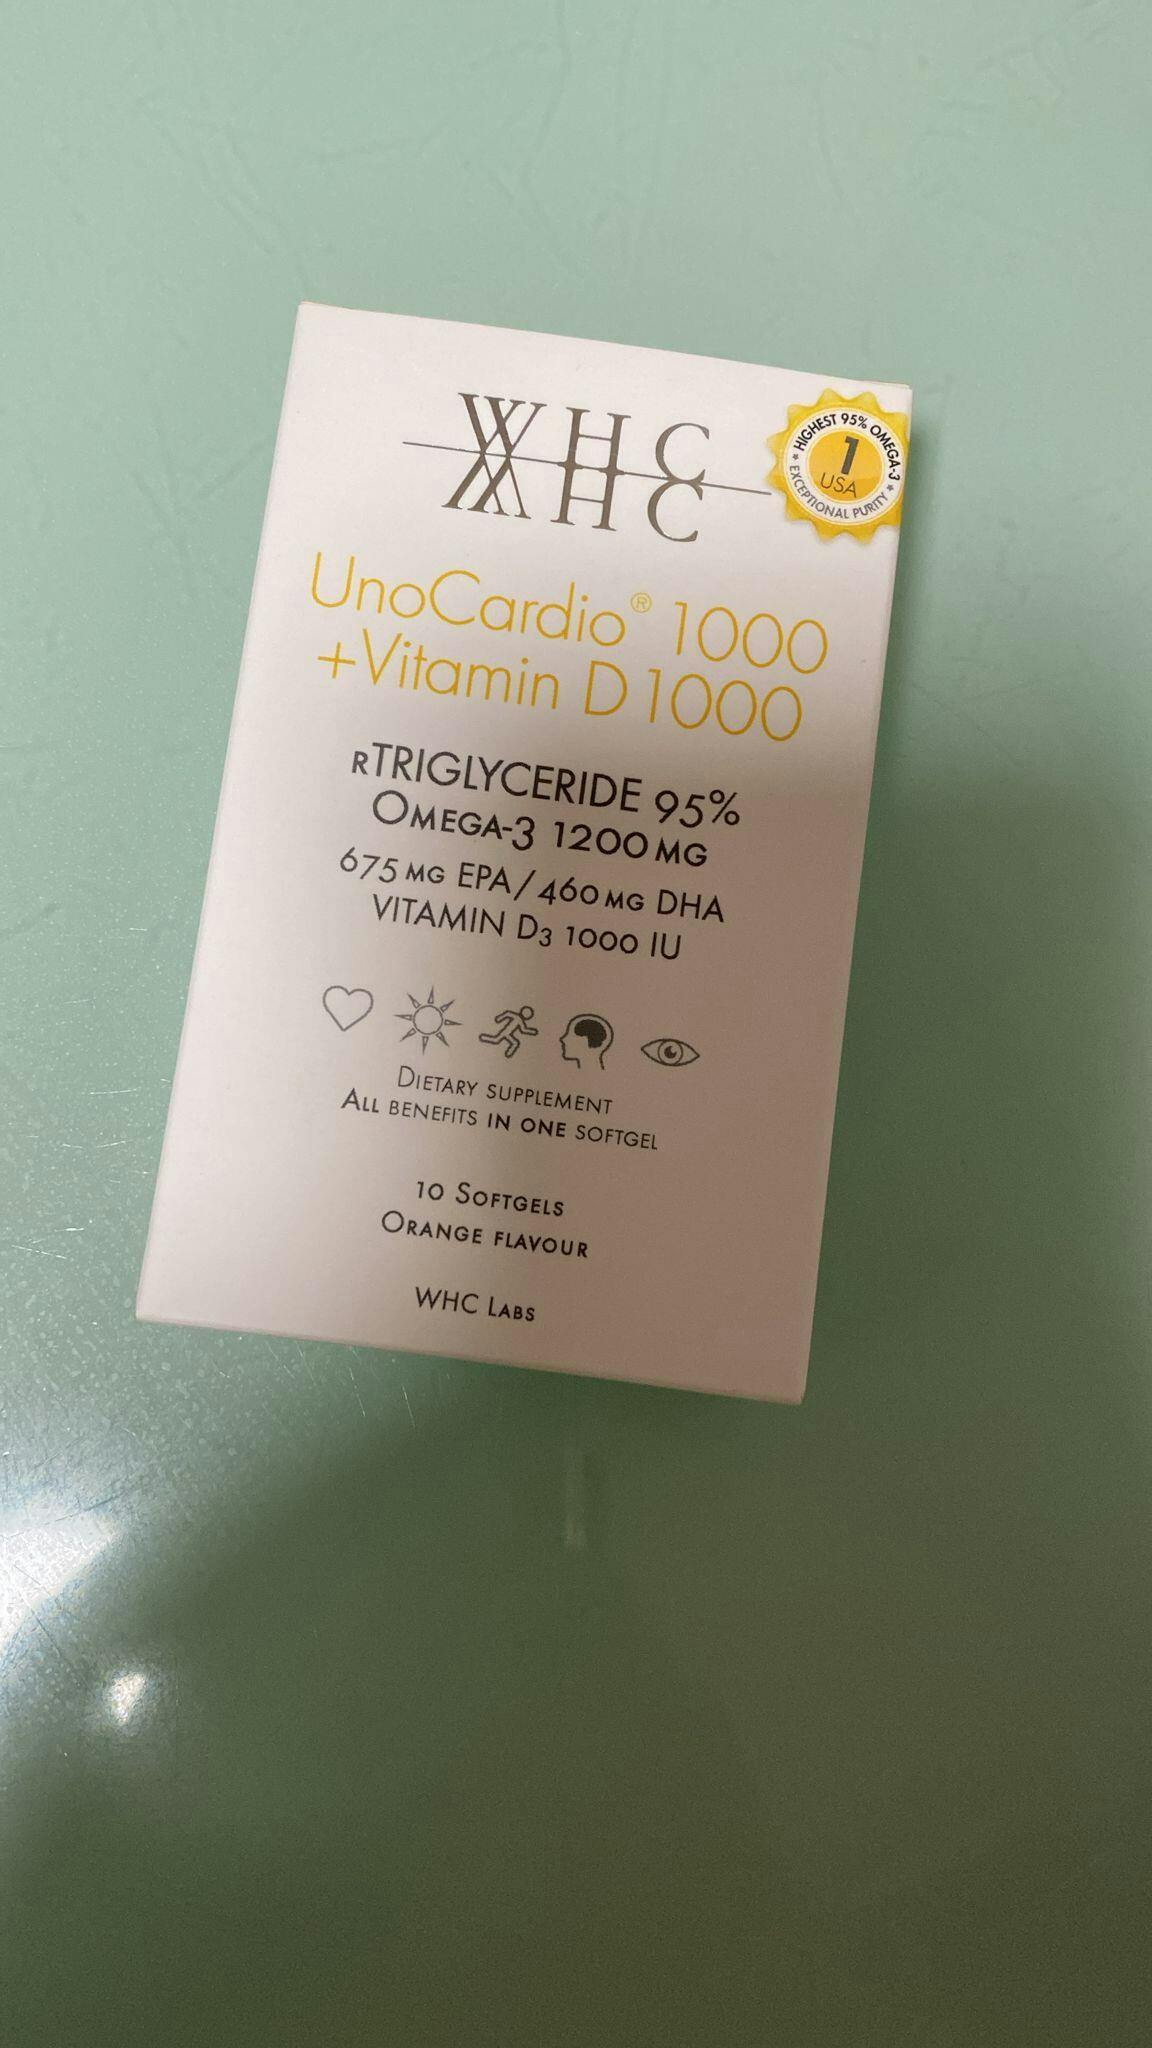 WHC
HIGHEST 95% OMEGA-3
1
USA
* EXCEPTIONAL PURITY *
UnoCardio® 1000
+Vitamin D 1000
rTRIGLYCERIDE 95%
OMEGA-3 1200 MG
675 MG EPA/460 MG DHA
VITAMIN D3 1000 IU
DIETARY SUPPLEMENT
ALL BENEFITS IN ONE SOFTGEL
10 SOFTGELS
ORANGE FLAVOUR
WHC LABS